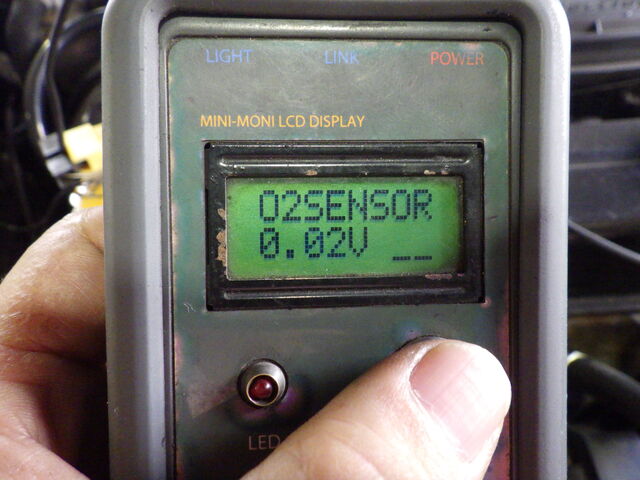 LIGHT LINK POWER
MINI-MONI LCD DISPLAY
O2SENSOR
0.02V __
LED